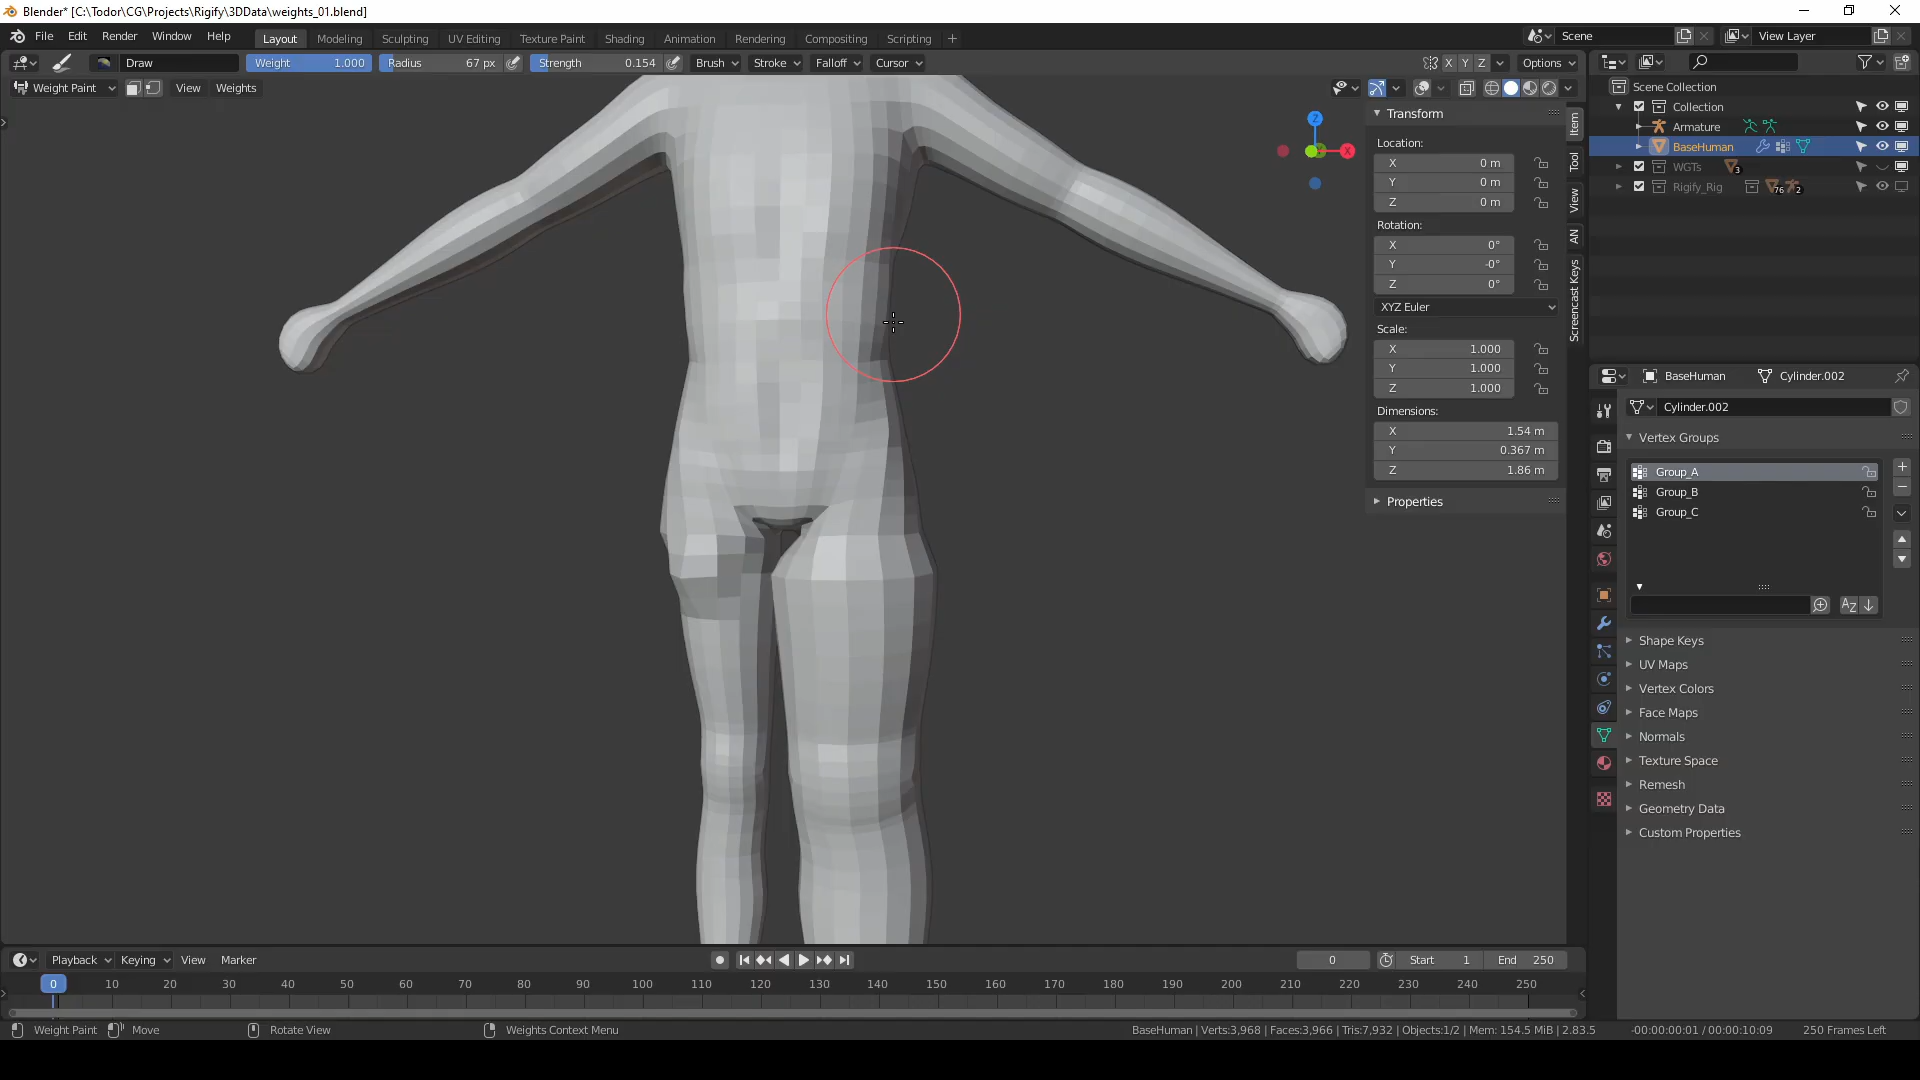 Blender* [C:\Todor\CG\Projects\Rigify\3DData\weights_01.blend]
File Edit Render Window Help Layout Modeling Sculpting UV Editing Texture Paint Shading Animation Rendering Compositing Scripting + Scene View Layer
Draw Weight 1.000 Radius 67 px Strength 0.154 Brush Stroke Falloff Cursor X Y Z Options
Weight Paint View Weights
Scene Collection
Collection
Armature
BaseHuman
WGTs 3
Rigify_Rig 76 2
Z
X
Transform
Location:
X 0 m
Y 0 m
Z 0 m
Rotation:
X 0°
Y -0°
Z 0°
XYZ Euler
Scale:
X 1.000
Y 1.000
Z 1.000
Dimensions:
X 1.54 m
Y 0.367 m
Z 1.86 m
Properties
Item
Tool
View
AN
Screencast Keys
BaseHuman Cylinder.002
Cylinder.002
Vertex Groups
Group_A
Group_B
Group_C
AZ
Shape Keys
UV Maps
Vertex Colors
Face Maps
Normals
Texture Space
Remesh
Geometry Data
Custom Properties
Playback Keying View Marker 0 Start 1 End 250
0 10 20 30 40 50 60 70 80 90 100 110 120 130 140 150 160 170 180 190 200 210 220 230 240 250
Weight Paint Move Rotate View Weights Context Menu BaseHuman | Verts:3,968 | Faces:3,966 | Tris:7,932 | Objects:1/2 | Mem: 154.5 MiB | 2.83.5 -00:00:00:01 / 00:00:10:09 250 Frames Left